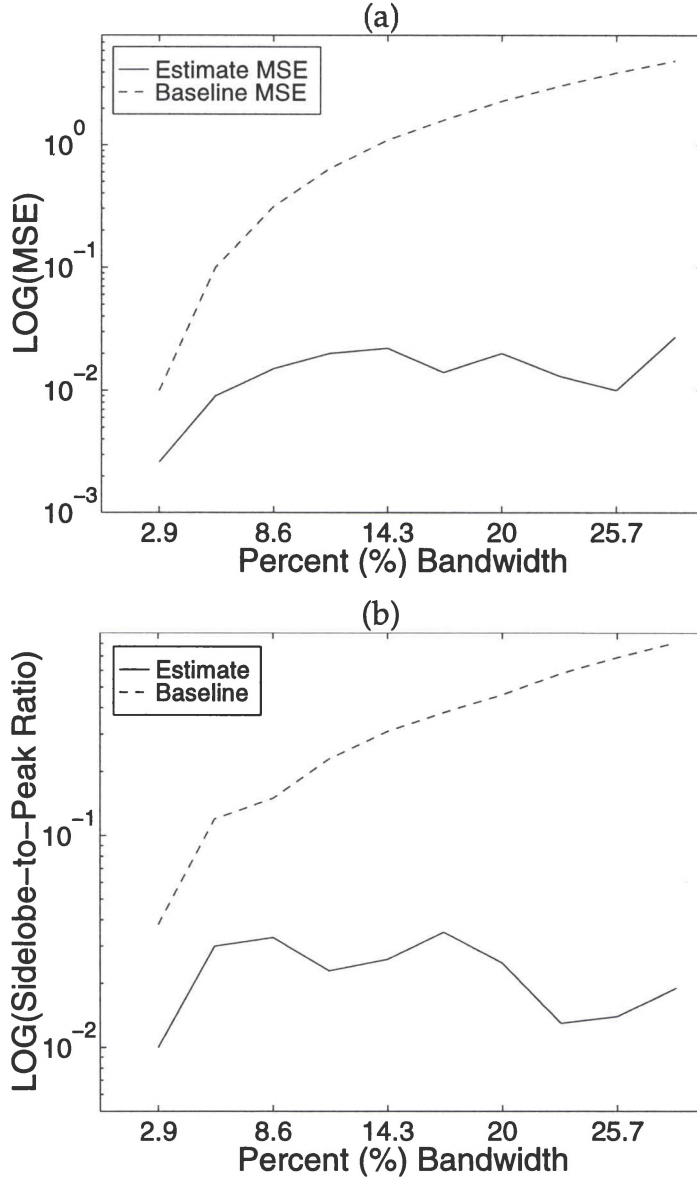 (a)
Estimate MSE
Baseline MSE
LOG(MSE)
10^0
10^−1
10^−2
10^−3
2.9 8.6 14.3 20 25.7
Percent (%) Bandwidth
(b)
Estimate
Baseline
LOG(Sidelobe−to−Peak Ratio)
10^−1
10^−2
2.9 8.6 14.3 20 25.7
Percent (%) Bandwidth